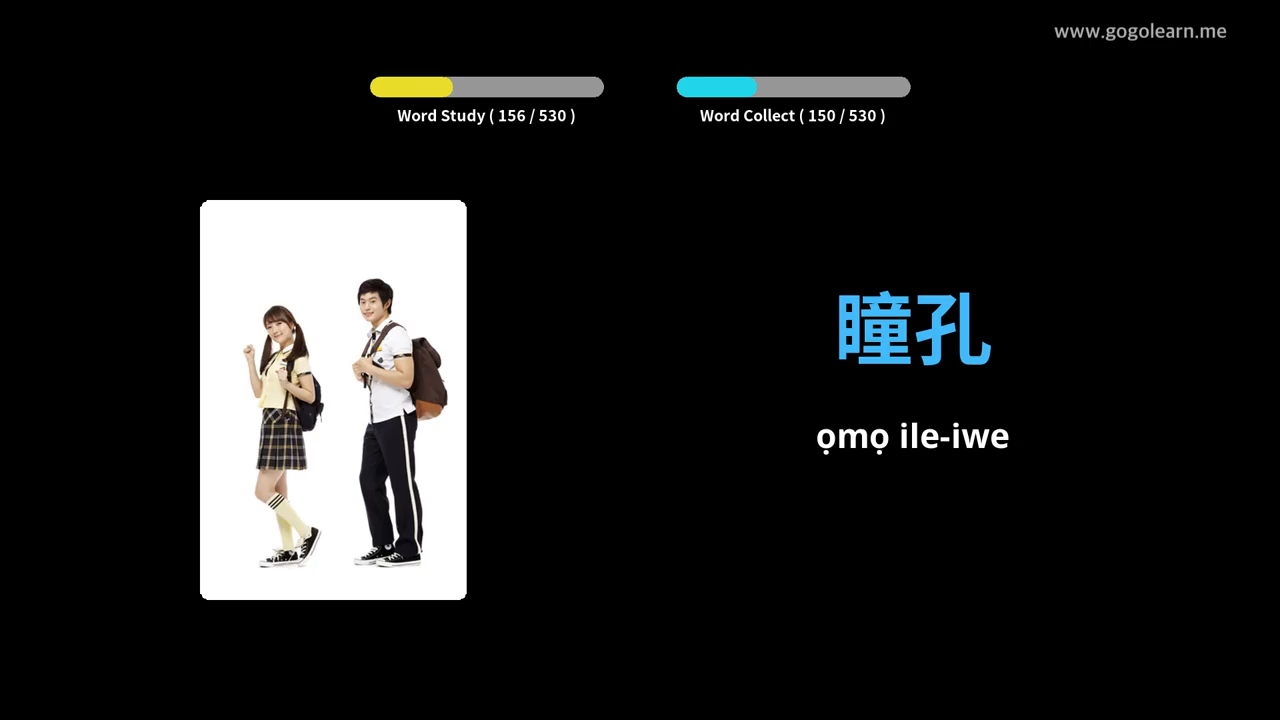 www.gogolearn.me
Word Study ( 156 / 530 )
Word Collect ( 150 / 530 )
瞳孔
ọmọ ile-iwe